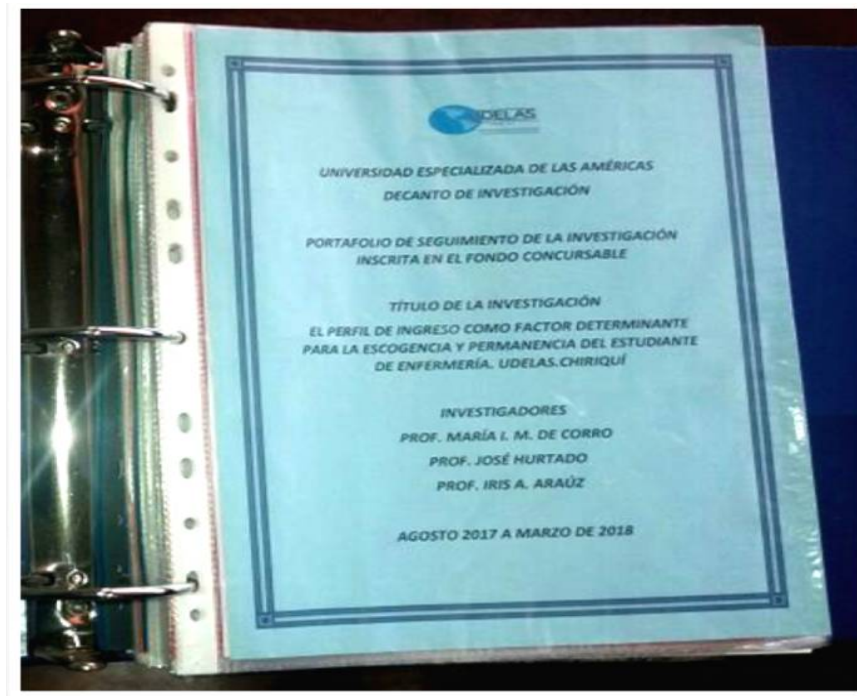 UDELAS
UNIVERSIDAD ESPECIALIZADA DE LAS AMÉRICAS
DECANTO DE INVESTIGACIÓN
PORTAFOLIO DE SEGUIMIENTO DE LA INVESTIGACIÓN
INSCRITA EN EL FONDO CONCURSABLE
TÍTULO DE LA INVESTIGACIÓN
EL PERFIL DE INGRESO COMO FACTOR DETERMINANTE
PARA LA ESCOGENCIA Y PERMANENCIA DEL ESTUDIANTE
DE ENFERMERÍA. UDELAS.CHIRIQUÍ
INVESTIGADORES
PROF. MARÍA I. M. DE CORRO
PROF. JOSÉ HURTADO
PROF. IRIS A. ARAÚZ
AGOSTO 2017 A MARZO DE 2018